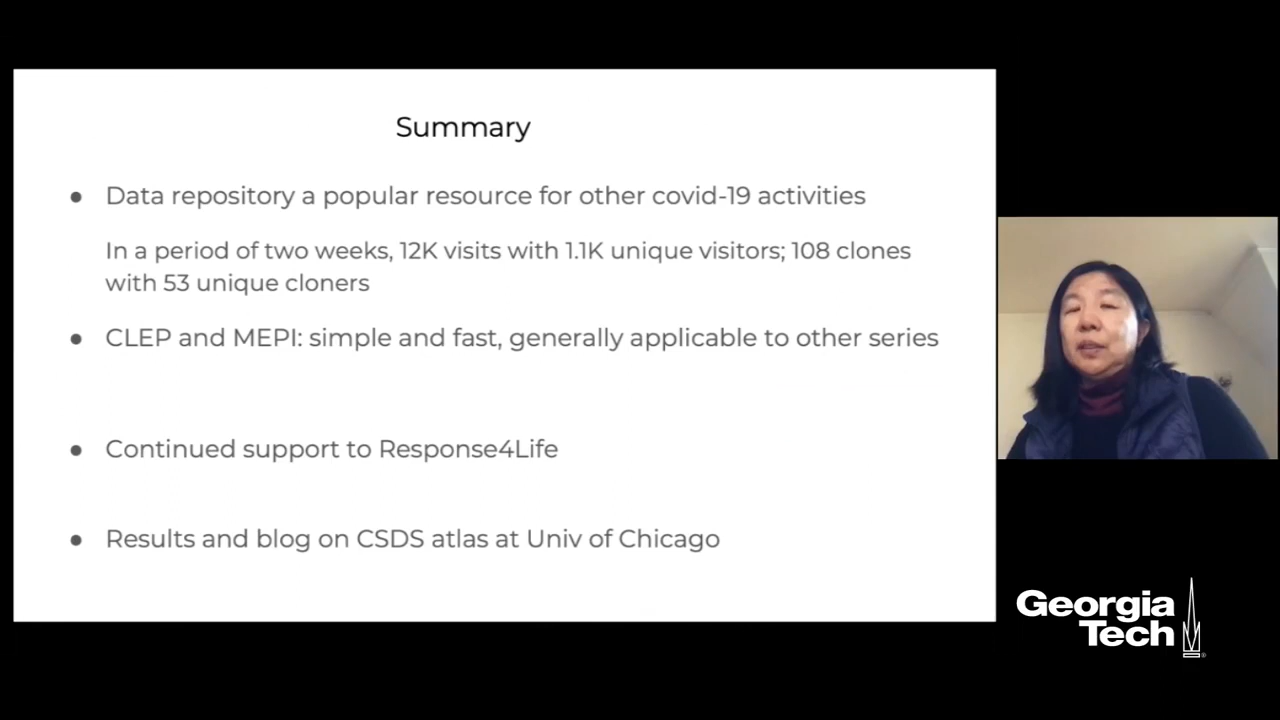 Summary
● Data repository a popular resource for other covid-19 activities
In a period of two weeks, 12K visits with 1.1K unique visitors; 108 clones
with 53 unique cloners
● CLEP and MEPI: simple and fast, generally applicable to other series
● Continued support to Response4Life
● Results and blog on CSDS atlas at Univ of Chicago
Georgia
Tech